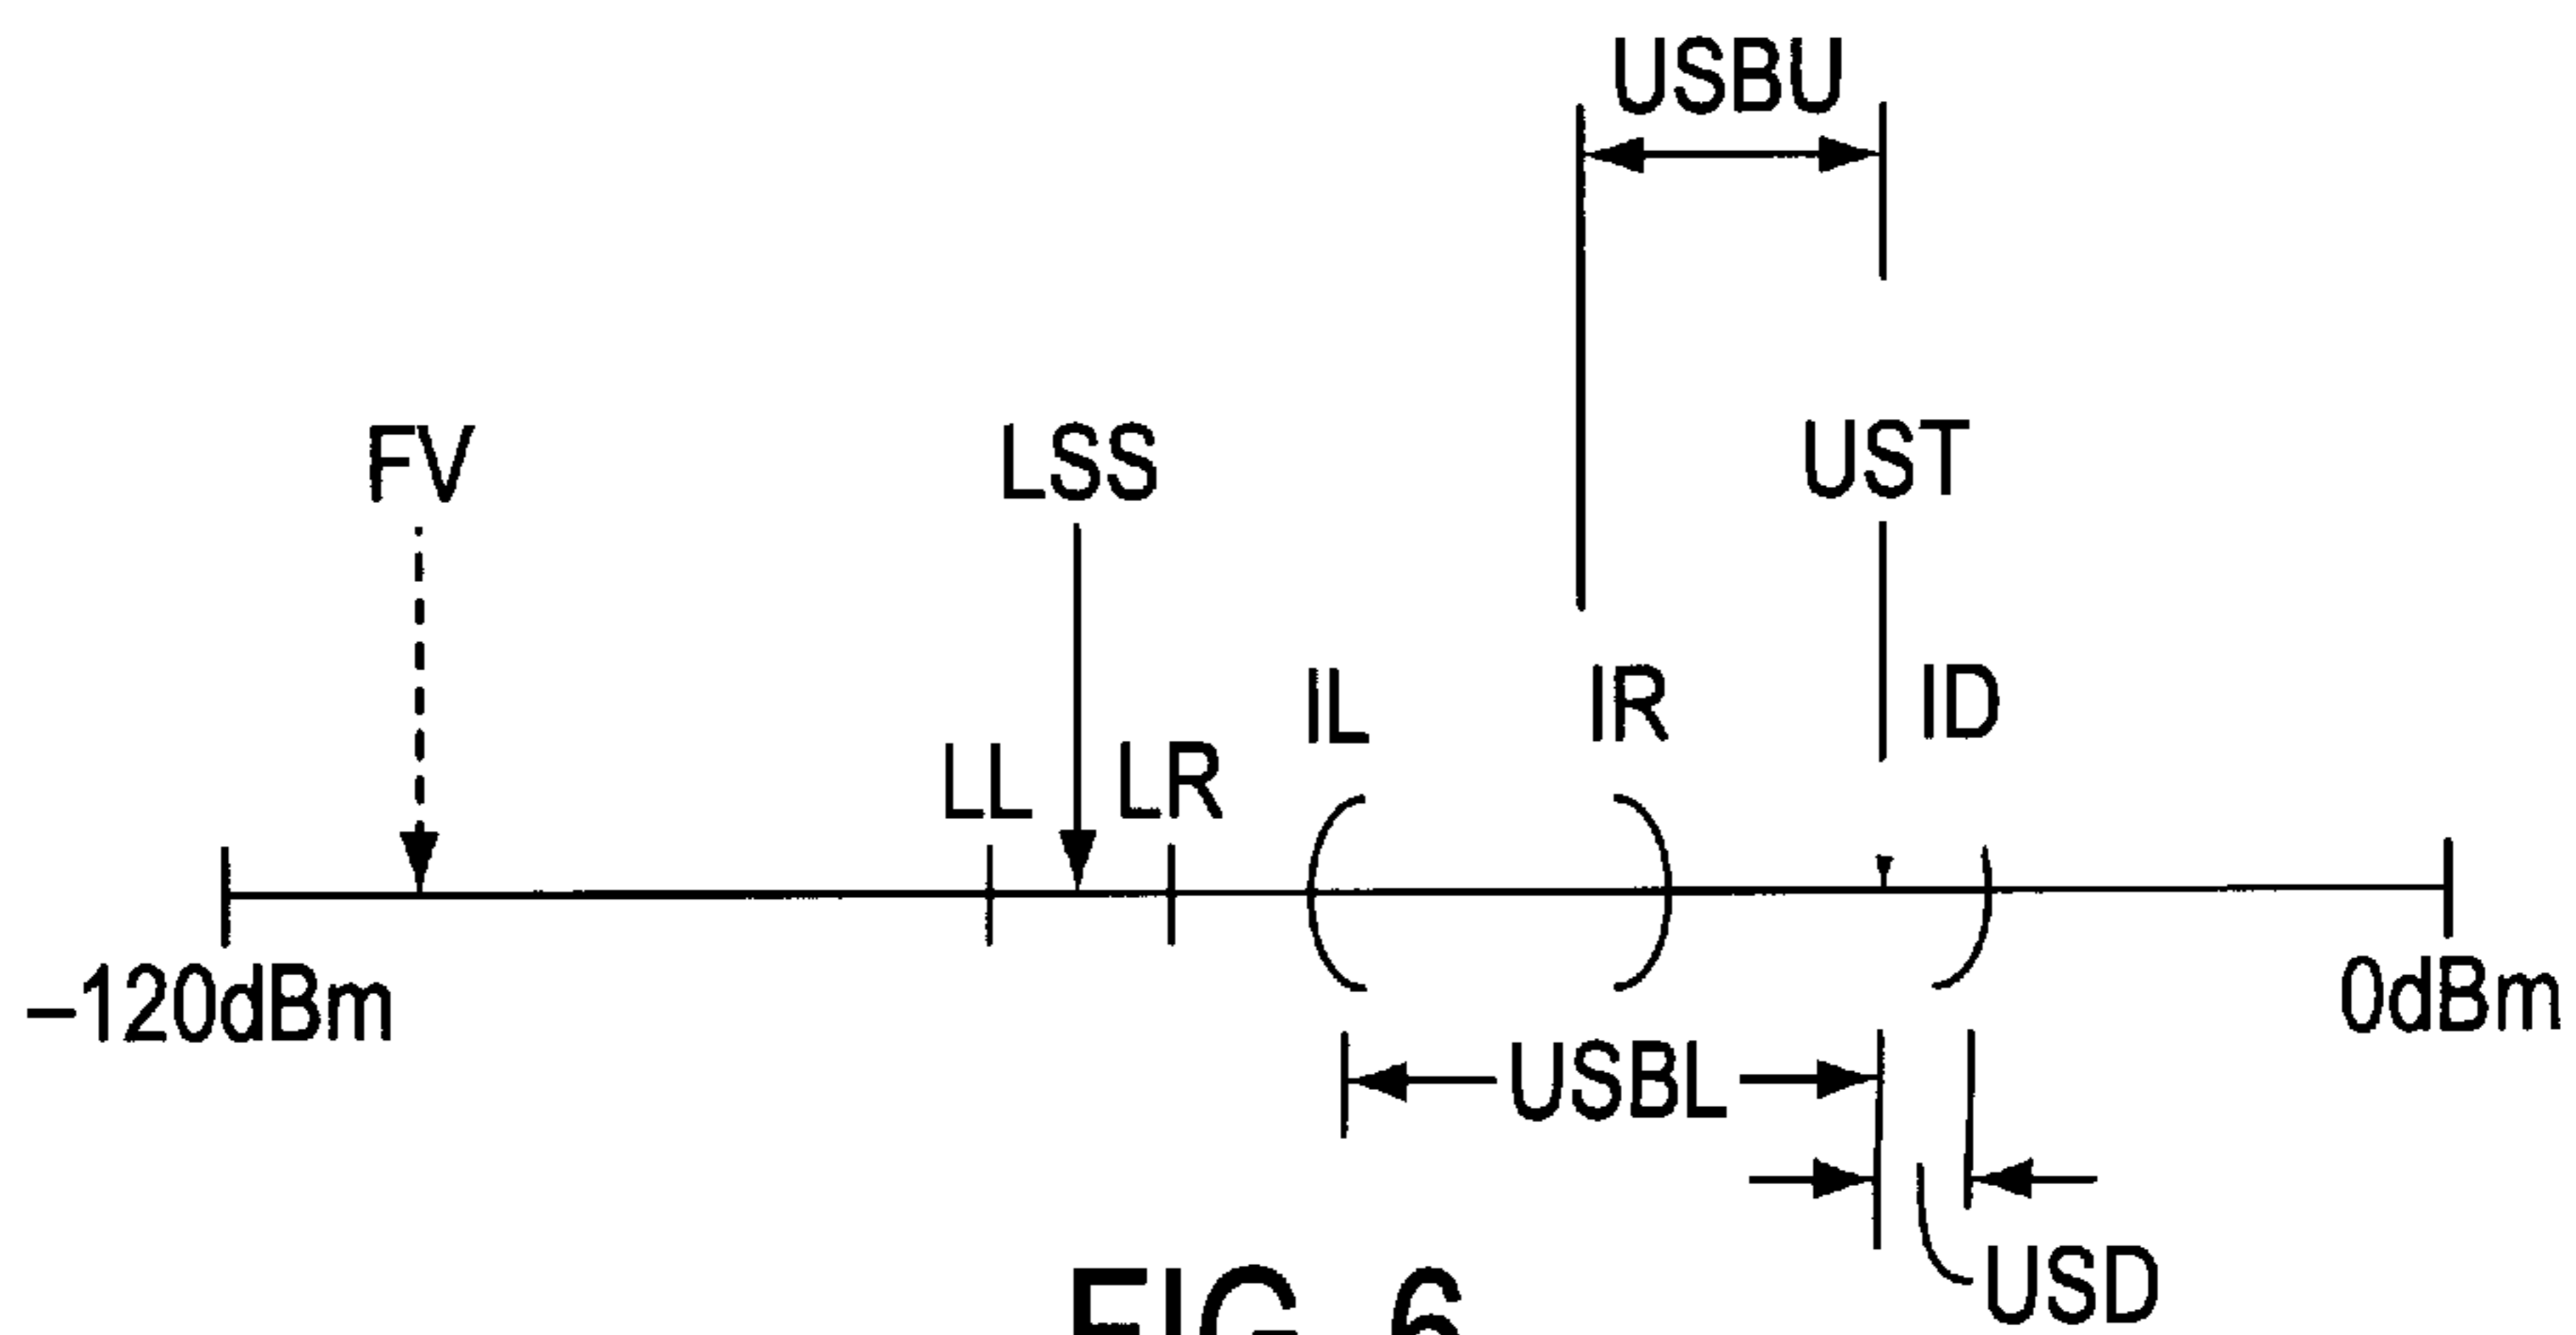 USBU
FV
LSS
UST
IL
IR
ID
LL
LR
–120dBm
0dBm
USBL
USD
FIG. 6